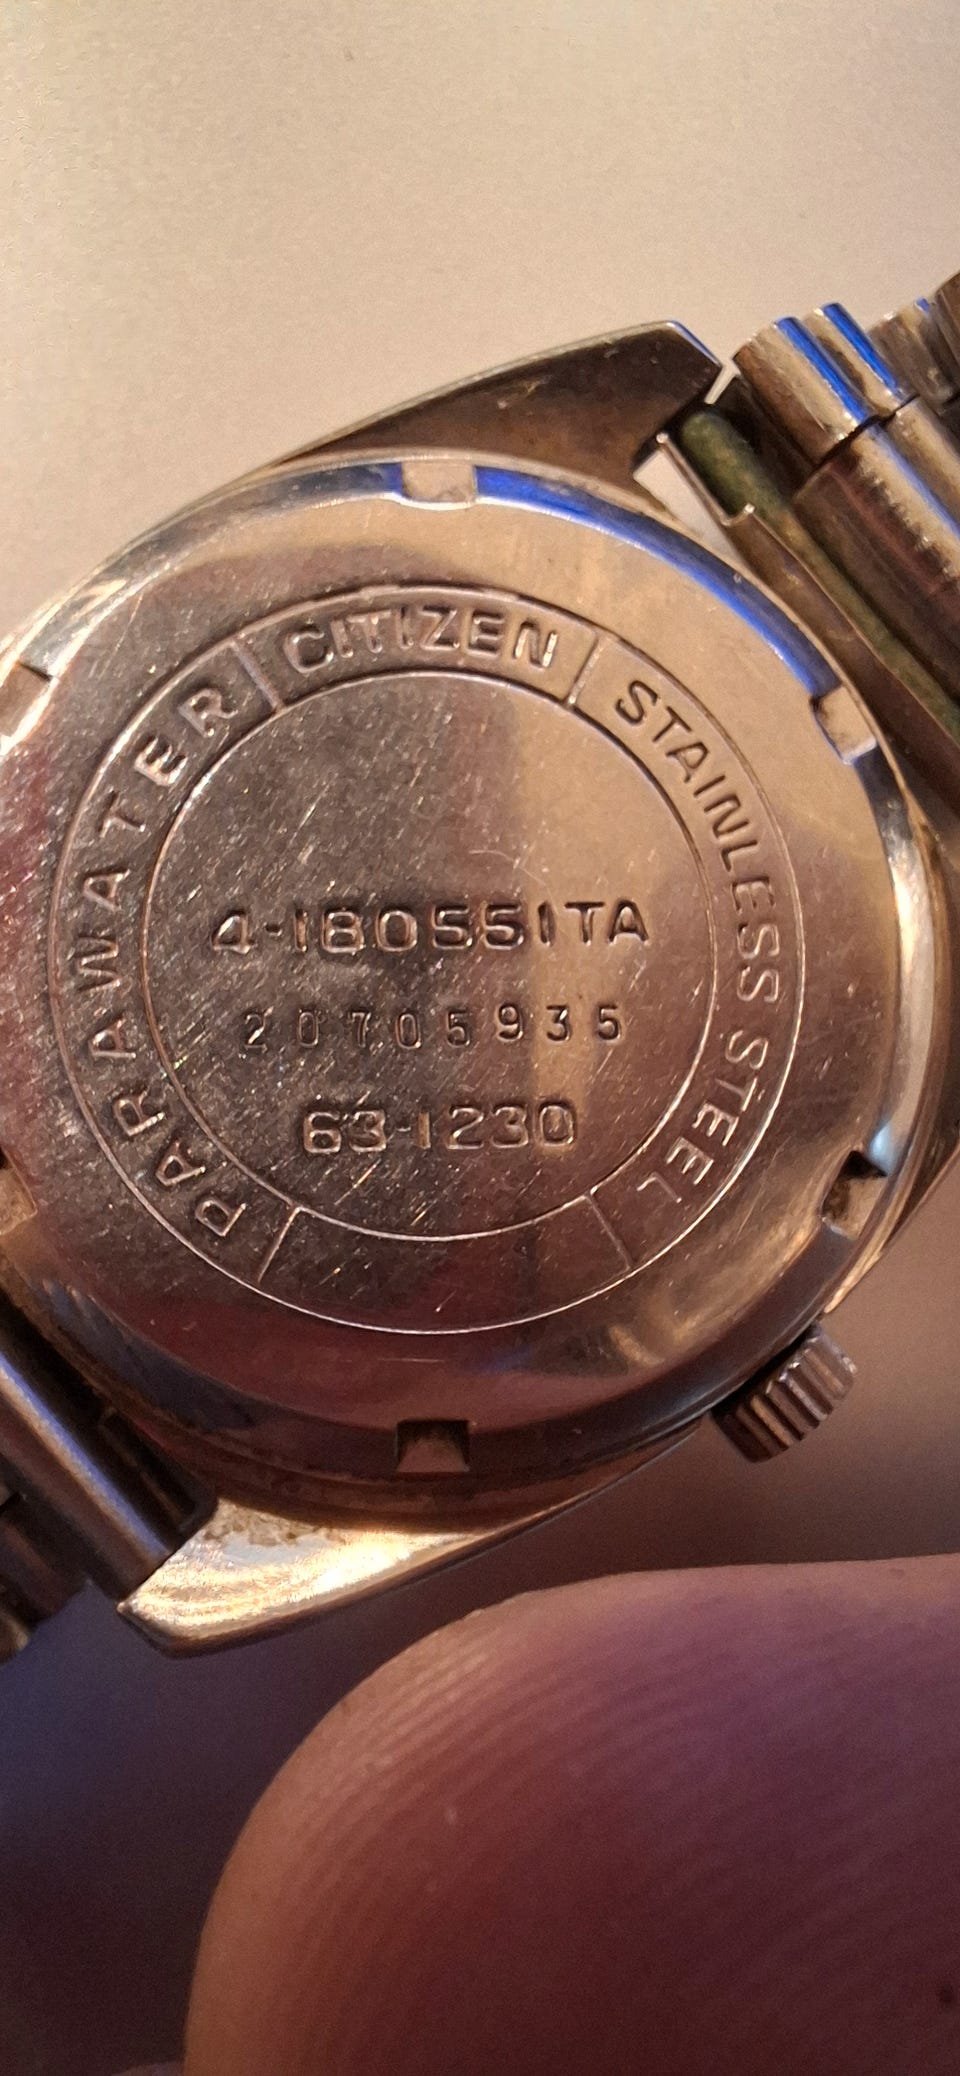 PARAWATER
CITIZEN
STAINLESS STEEL
4-180551TA
20705935
63-1230